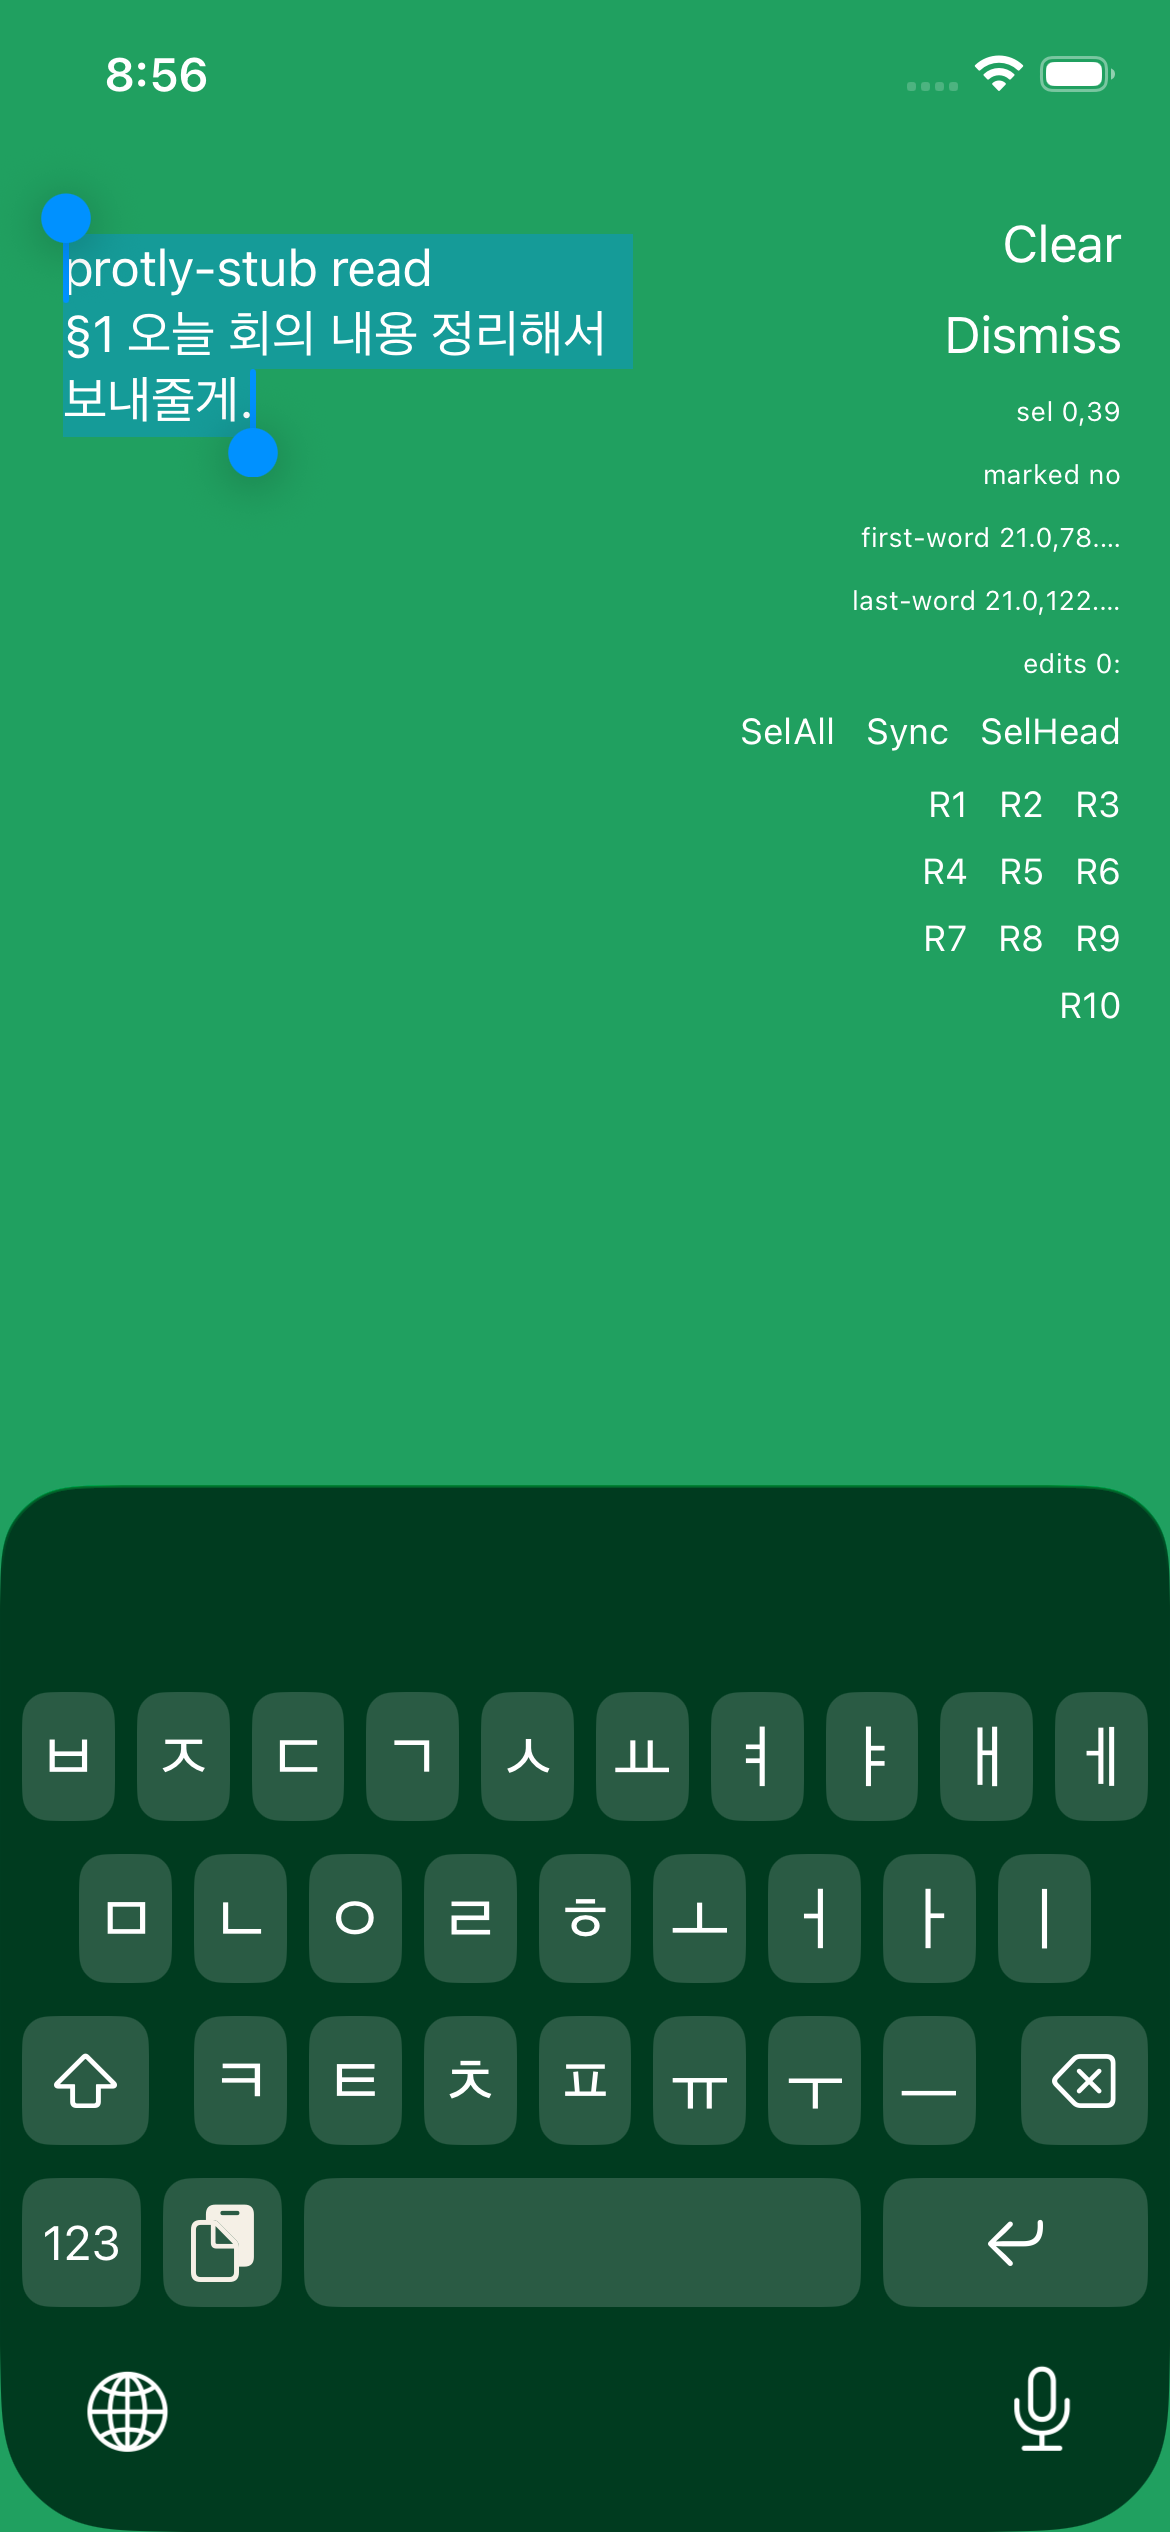 8:56
protly-stub read
§1 오늘 회의 내용 정리해서
보내줄게.
Clear
Dismiss
sel 0,39
marked no
first-word 21.0,78....
last-word 21.0,122....
edits 0:
SelAll Sync SelHead
R1 R2 R3
R4 R5 R6
R7 R8 R9
R10
ㅂ ㅈ ㄷ ㄱ ㅅ ㅛ ㅕ ㅑ ㅐ ㅔ
ㅁ ㄴ ㅇ ㄹ ㅎ ㅗ ㅓ ㅏ ㅣ
ㅋ ㅌ ㅊ ㅍ ㅠ ㅜ ㅡ
123